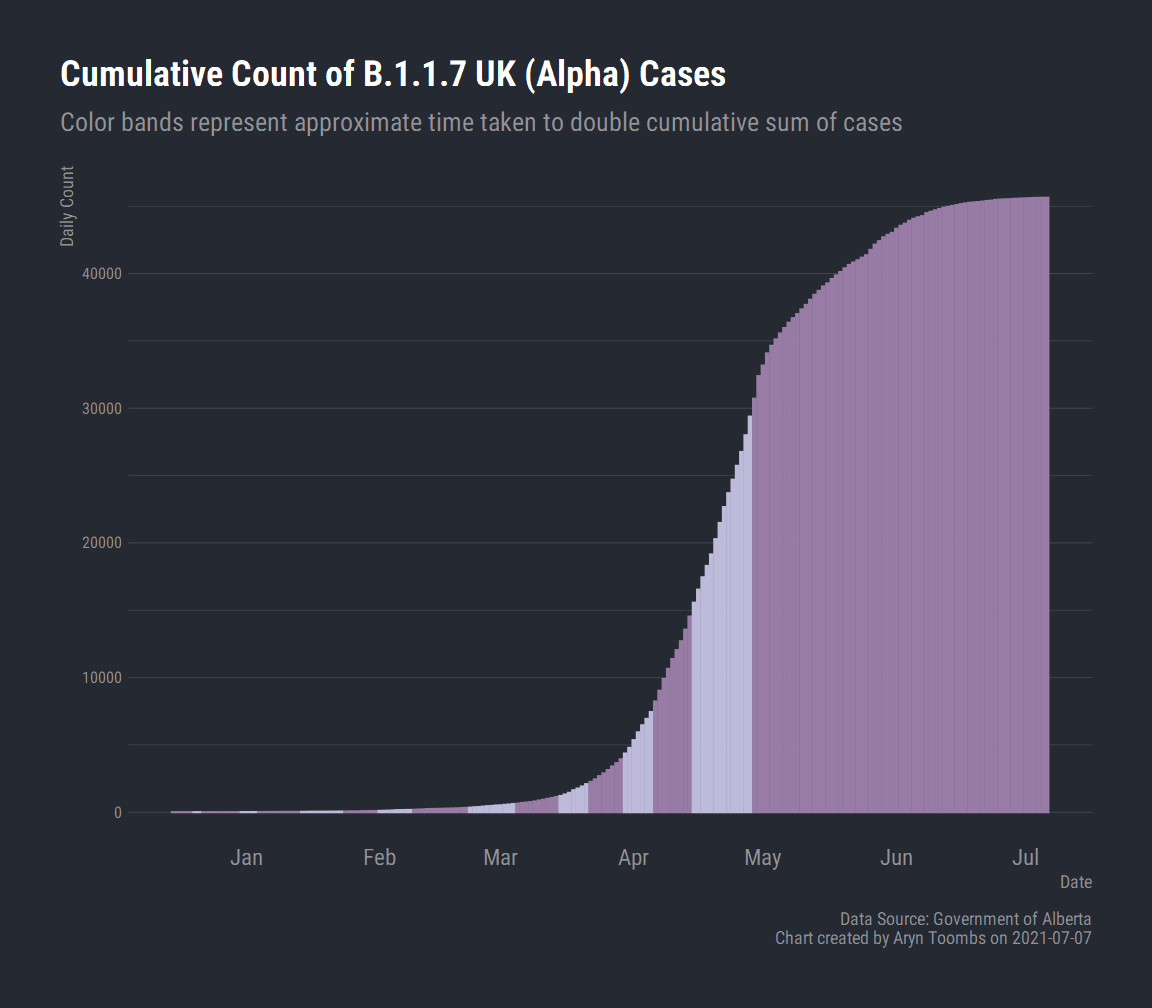 Cumulative Count of B.1.1.7 UK (Alpha) Cases
Color bands represent approximate time taken to double cumulative sum of cases
Daily Count
40000
30000
20000
10000
0
Jan Feb Mar Apr May Jun Jul
Date
Data Source: Government of Alberta
Chart created by Aryn Toombs on 2021-07-07